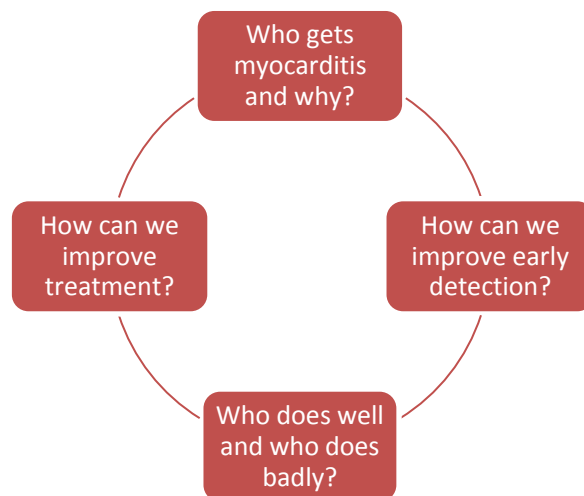 Who gets
myocarditis
and why?
How can we
improve early
detection?
Who does well
and who does
badly?
How can we
improve
treatment?